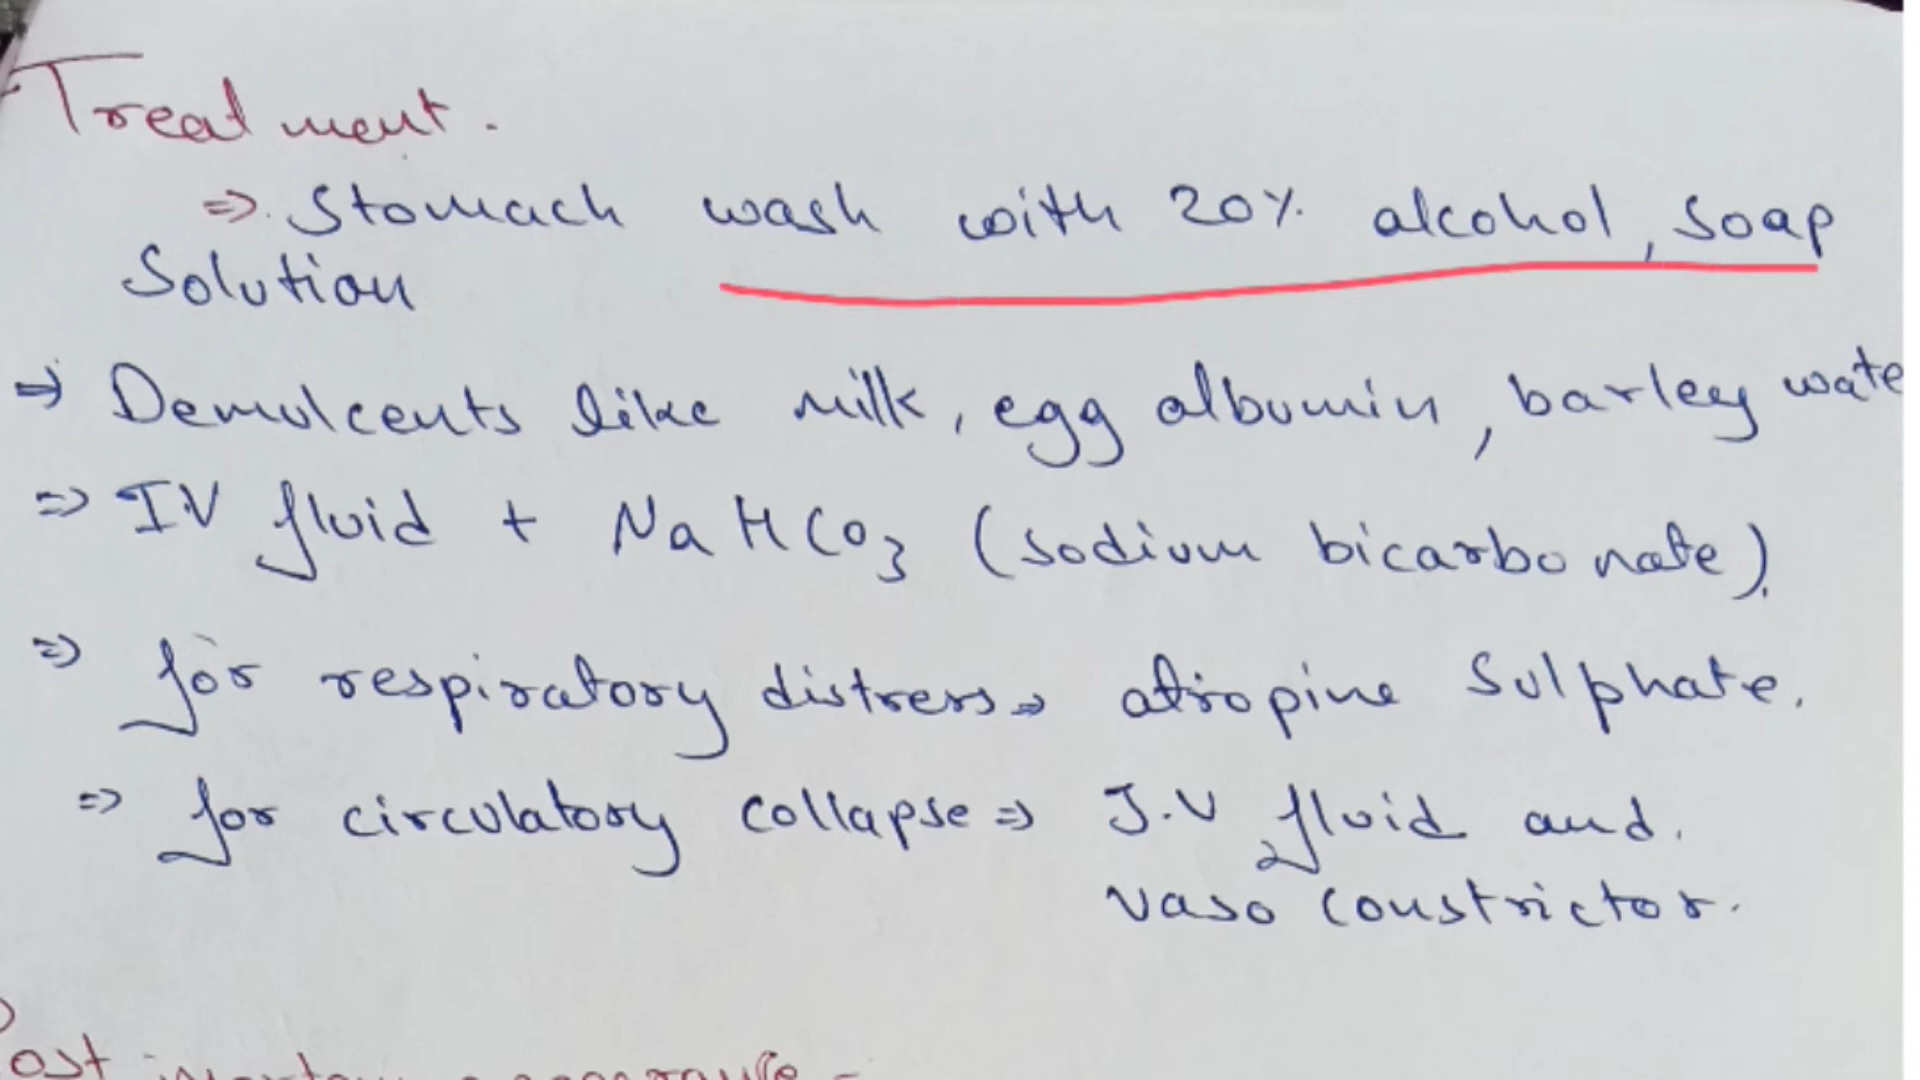 Treatment.
=> Stomach wash with 20% alcohol, soap
Solution
=> Demulcents like milk, egg albumin, barley wate
=> IV fluid + NaHCO3 (sodium bicarbonate).
=> for respiratory distress => atropine sulphate.
=> for circulatory collapse => I.V fluid and.
vaso constrictor.
Post